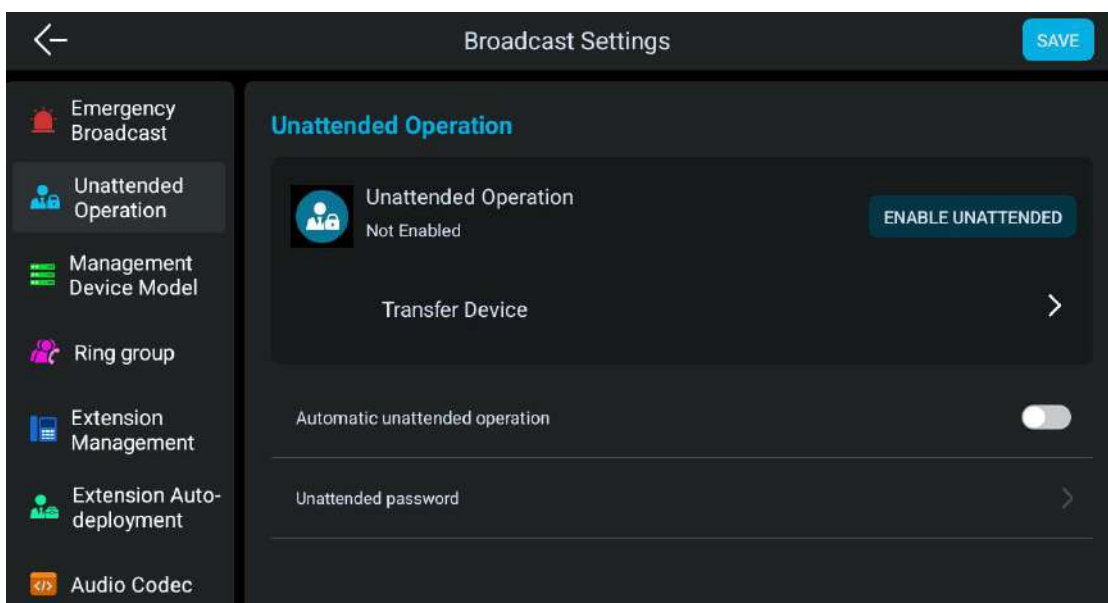 Broadcast Settings
SAVE
Emergency
Broadcast
Unattended
Operation
Management
Device Model
Ring group
Extension
Management
Extension Auto-
deployment
Audio Codec
Unattended Operation
Unattended Operation
Not Enabled
ENABLE UNATTENDED
Transfer Device
Automatic unattended operation
Unattended password